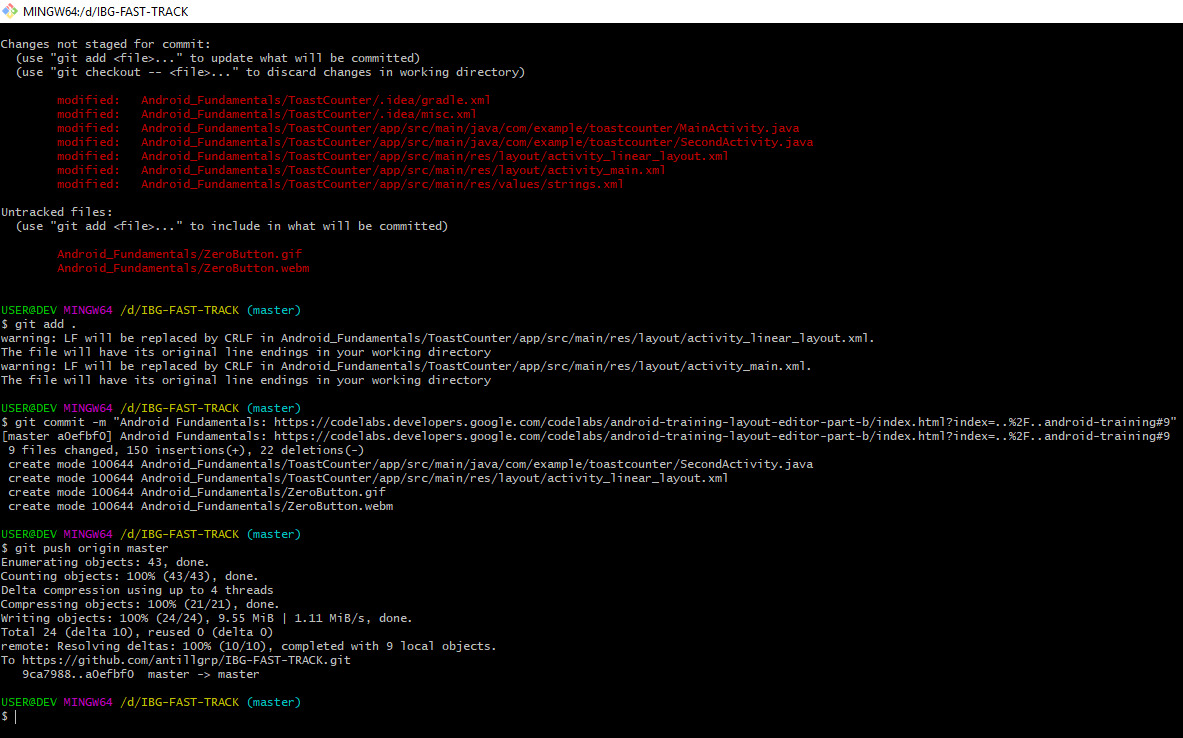 MINGW64:/d/IBG-FAST-TRACK
Changes not staged for commit:
  (use "git add <file>..." to update what will be committed)
  (use "git checkout -- <file>..." to discard changes in working directory)
        modified:   Android_Fundamentals/ToastCounter/.idea/gradle.xml
        modified:   Android_Fundamentals/ToastCounter/.idea/misc.xml
        modified:   Android_Fundamentals/ToastCounter/app/src/main/java/com/example/toastcounter/MainActivity.java
        modified:   Android_Fundamentals/ToastCounter/app/src/main/java/com/example/toastcounter/SecondActivity.java
        modified:   Android_Fundamentals/ToastCounter/app/src/main/res/layout/activity_linear_layout.xml
        modified:   Android_Fundamentals/ToastCounter/app/src/main/res/layout/activity_main.xml
        modified:   Android_Fundamentals/ToastCounter/app/src/main/res/values/strings.xml
Untracked files:
  (use "git add <file>..." to include in what will be committed)
        Android_Fundamentals/ZeroButton.gif
        Android_Fundamentals/ZeroButton.webm
USER@DEV MINGW64 /d/IBG-FAST-TRACK (master)
$ git add .
warning: LF will be replaced by CRLF in Android_Fundamentals/ToastCounter/app/src/main/res/layout/activity_linear_layout.xml.
The file will have its original line endings in your working directory
warning: LF will be replaced by CRLF in Android_Fundamentals/ToastCounter/app/src/main/res/layout/activity_main.xml.
The file will have its original line endings in your working directory
USER@DEV MINGW64 /d/IBG-FAST-TRACK (master)
$ git commit -m "Android Fundamentals: https://codelabs.developers.google.com/codelabs/android-training-layout-editor-part-b/index.html?index=..%2F..android-training#9"
[master a0efbf0] Android Fundamentals: https://codelabs.developers.google.com/codelabs/android-training-layout-editor-part-b/index.html?index=..%2F..android-training#9
 9 files changed, 150 insertions(+), 22 deletions(-)
 create mode 100644 Android_Fundamentals/ToastCounter/app/src/main/java/com/example/toastcounter/SecondActivity.java
 create mode 100644 Android_Fundamentals/ToastCounter/app/src/main/res/layout/activity_linear_layout.xml
 create mode 100644 Android_Fundamentals/ZeroButton.gif
 create mode 100644 Android_Fundamentals/ZeroButton.webm
USER@DEV MINGW64 /d/IBG-FAST-TRACK (master)
$ git push origin master
Enumerating objects: 43, done.
Counting objects: 100% (43/43), done.
Delta compression using up to 4 threads
Compressing objects: 100% (21/21), done.
Writing objects: 100% (24/24), 9.55 MiB | 1.11 MiB/s, done.
Total 24 (delta 10), reused 0 (delta 0)
remote: Resolving deltas: 100% (10/10), completed with 9 local objects.
To https://github.com/antillgrp/IBG-FAST-TRACK.git
   9ca7988..a0efbf0  master -> master
USER@DEV MINGW64 /d/IBG-FAST-TRACK (master)
$